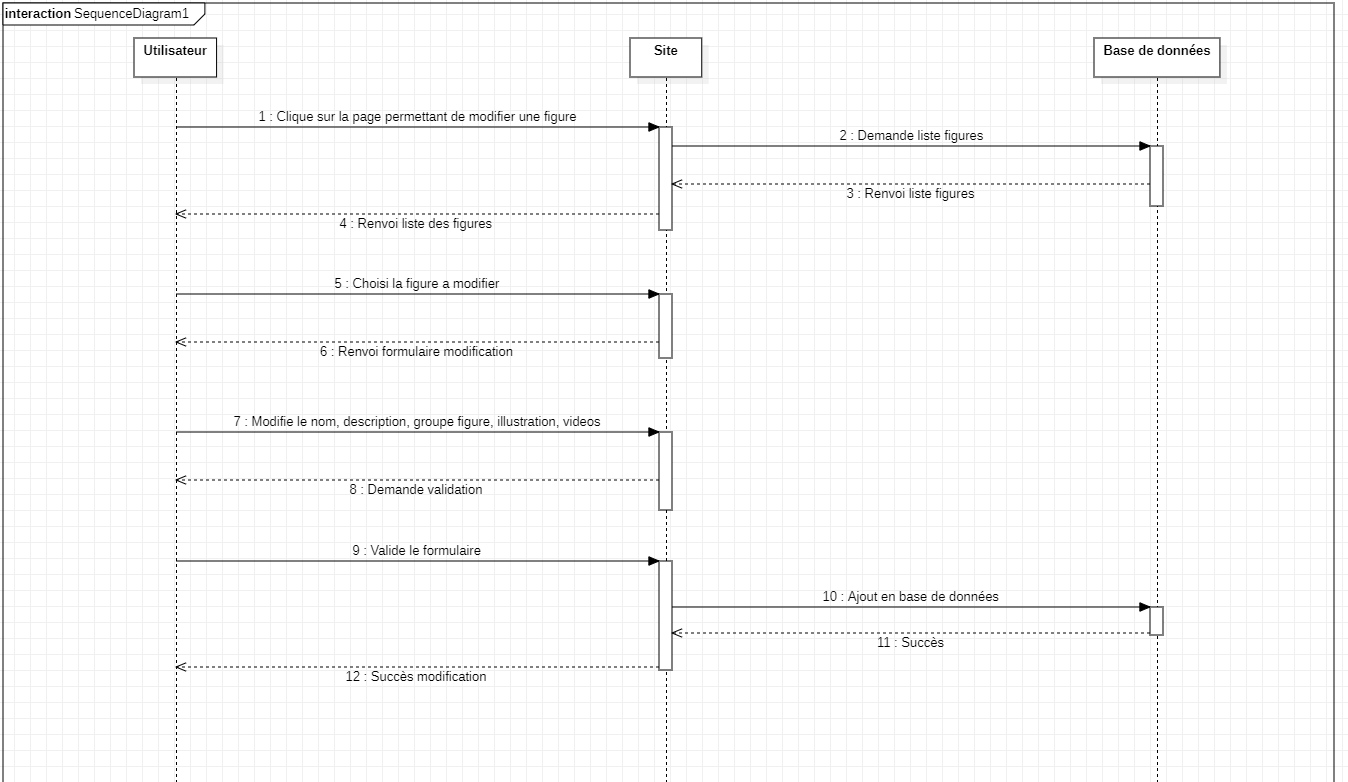 interaction SequenceDiagram1
Utilisateur
Site
Base de données
1 : Clique sur la page permettant de modifier une figure
2 : Demande liste figures
3 : Renvoi liste figures
4 : Renvoi liste des figures
5 : Choisi la figure a modifier
6 : Renvoi formulaire modification
7 : Modifie le nom, description, groupe figure, illustration, videos
8 : Demande validation
9 : Valide le formulaire
10 : Ajout en base de données
11 : Succès
12 : Succès modification